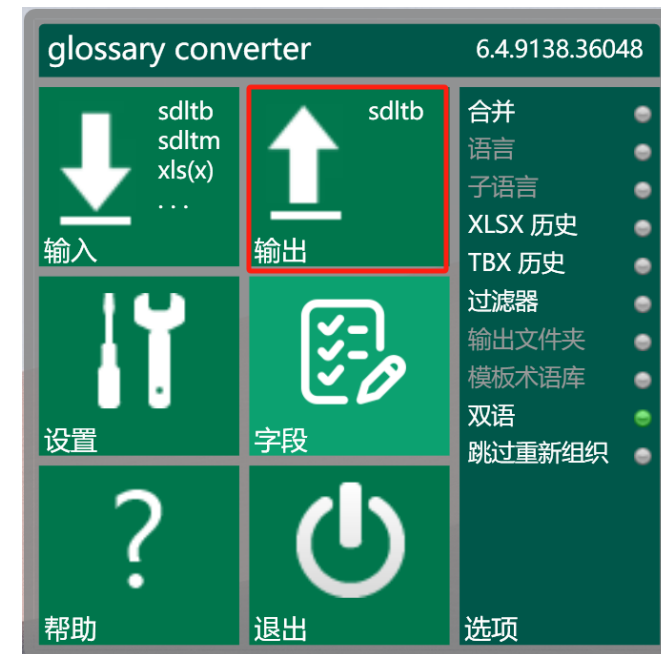 glossary converter
6.4.9138.36048
sdltb
sdltm
xls(x)
...
输入
sdltb
输出
合并
语言
子语言
XLSX 历史
TBX 历史
过滤器
输出文件夹
模板术语库
双语
跳过重新组织
设置
字段
?
帮助
退出
选项